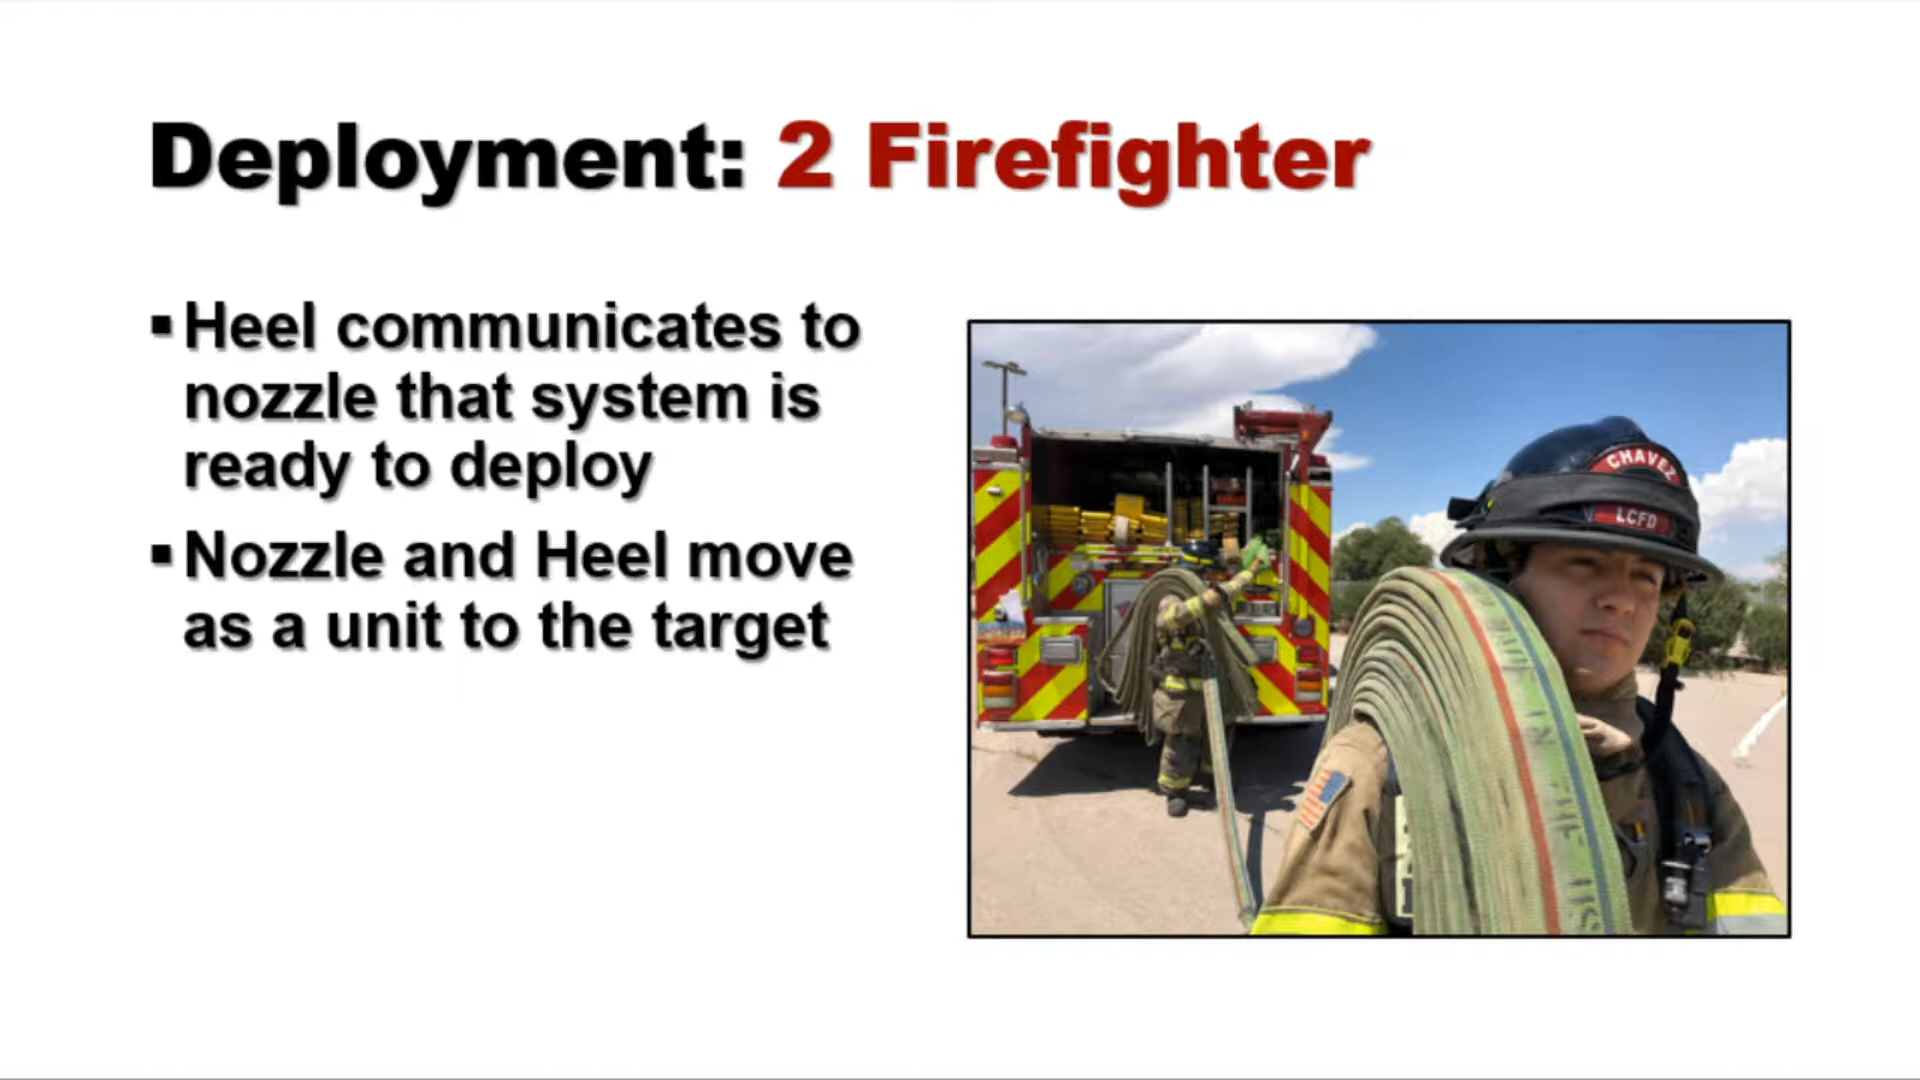 Deployment: 2 Firefighter
▪Heel communicates to
nozzle that system is
ready to deploy
▪Nozzle and Heel move
as a unit to the target
CHAVEZ
LCFD